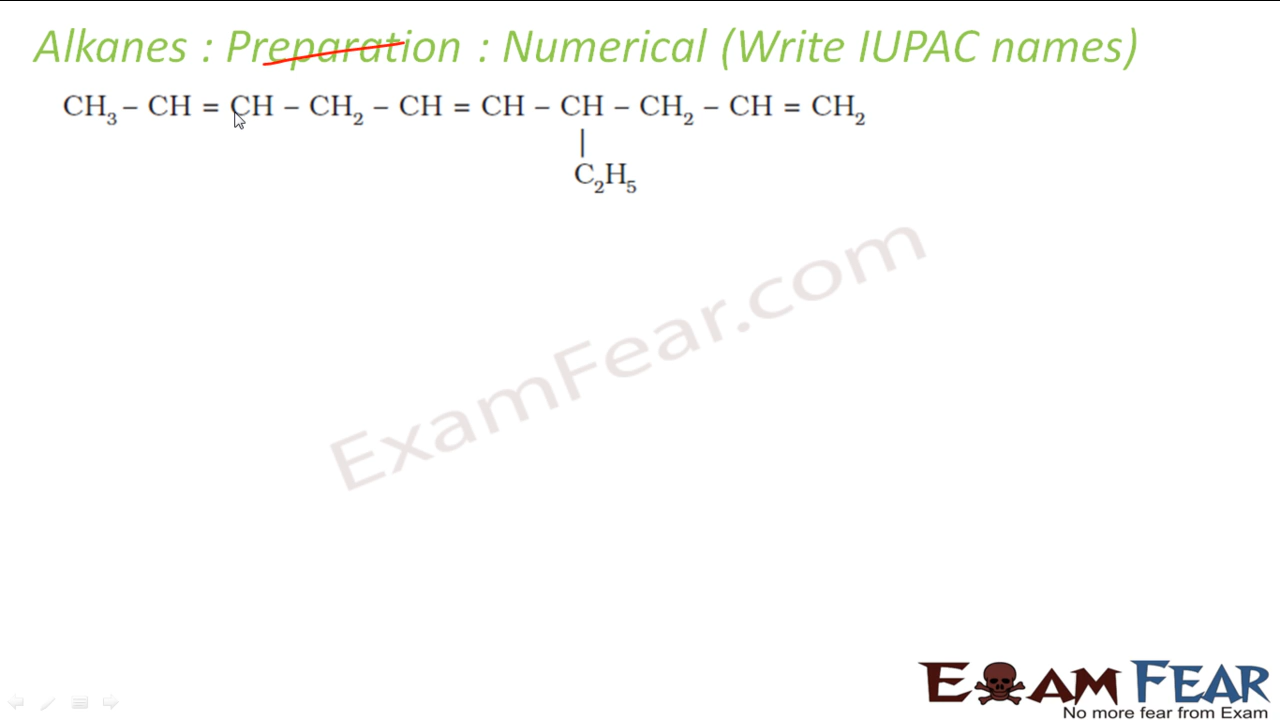 Alkanes : Preparation : Numerical (Write IUPAC names)
CH₃ – CH = CH – CH₂ – CH = CH – CH – CH₂ – CH = CH₂
|
C₂H₅
ExamFear.com
EXAM FEAR
No more fear from Exam